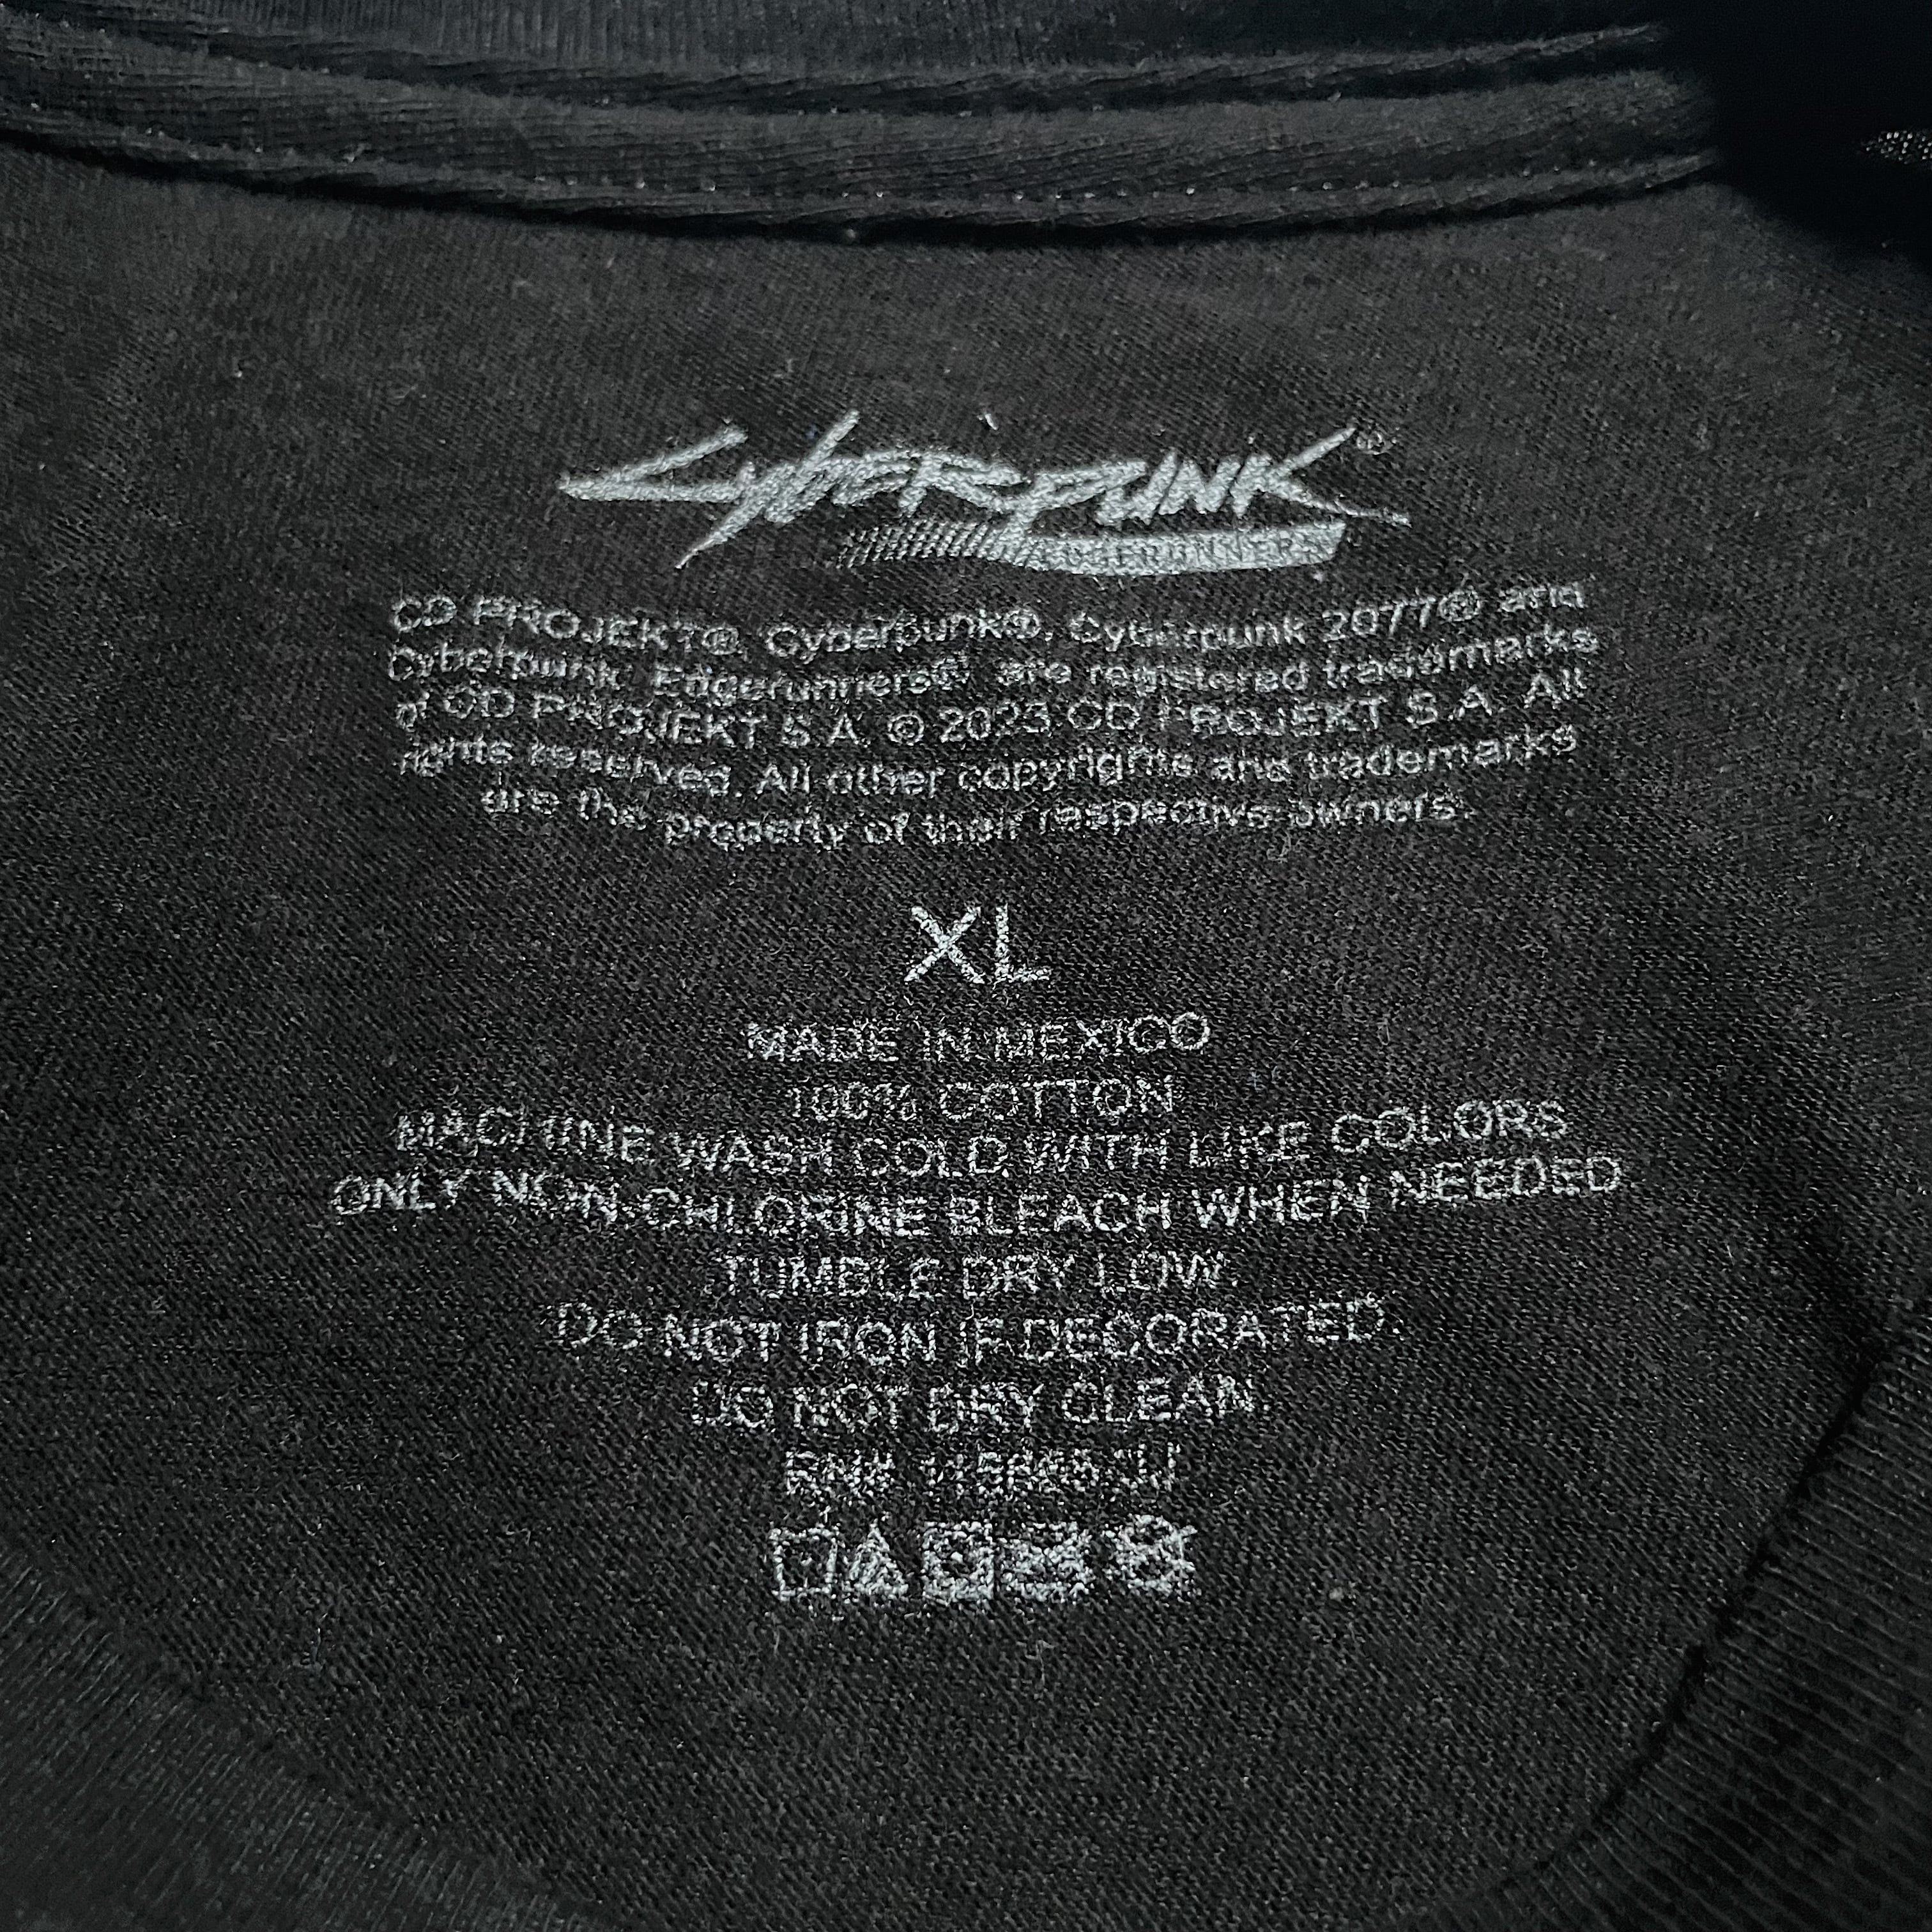 Cyberpunk®
EDGERUNNERS
CD PROJEKT®, Cyberpunk®, Cyberpunk 2077® and
Cyberpunk: Edgerunners® are registered trademarks
of CD PROJEKT S.A. © 2023 CD PROJEKT S.A. All
rights reserved. All other copyrights and trademarks
are the property of their respective owners.
XL
MADE IN MEXICO
100% COTTON
MACHINE WASH COLD WITH LIKE COLORS
ONLY NON-CHLORINE BLEACH WHEN NEEDED
TUMBLE DRY LOW.
DO NOT IRON IF DECORATED.
DO NOT DRY CLEAN.
RN#